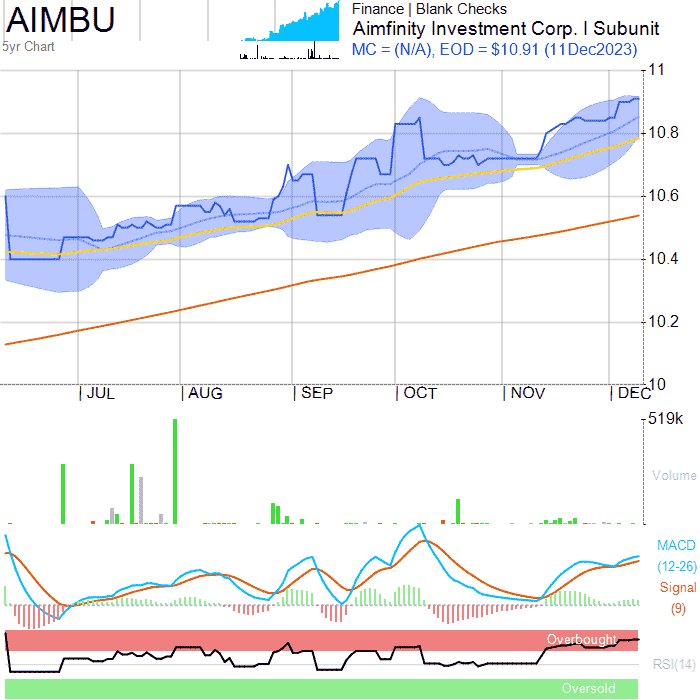 AIMBU
5yr Chart
Finance | Blank Checks
Aimfinity Investment Corp. I Subunit
MC = (N/A), EOD = $10.91 (11Dec2023)
11
10.8
10.6
10.4
10.2
10
JUL
AUG
SEP
OCT
NOV
DEC
519k
Volume
MACD
(12-26)
Signal
(9)
Overbought
RSI(14)
Oversold